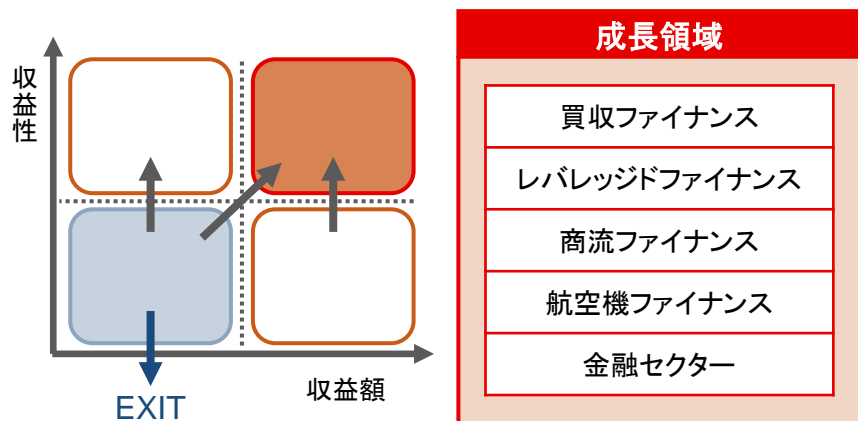 収益性
収益額
EXIT
成長領域
買収ファイナンス
レバレッジドファイナンス
商流ファイナンス
航空機ファイナンス
金融セクター